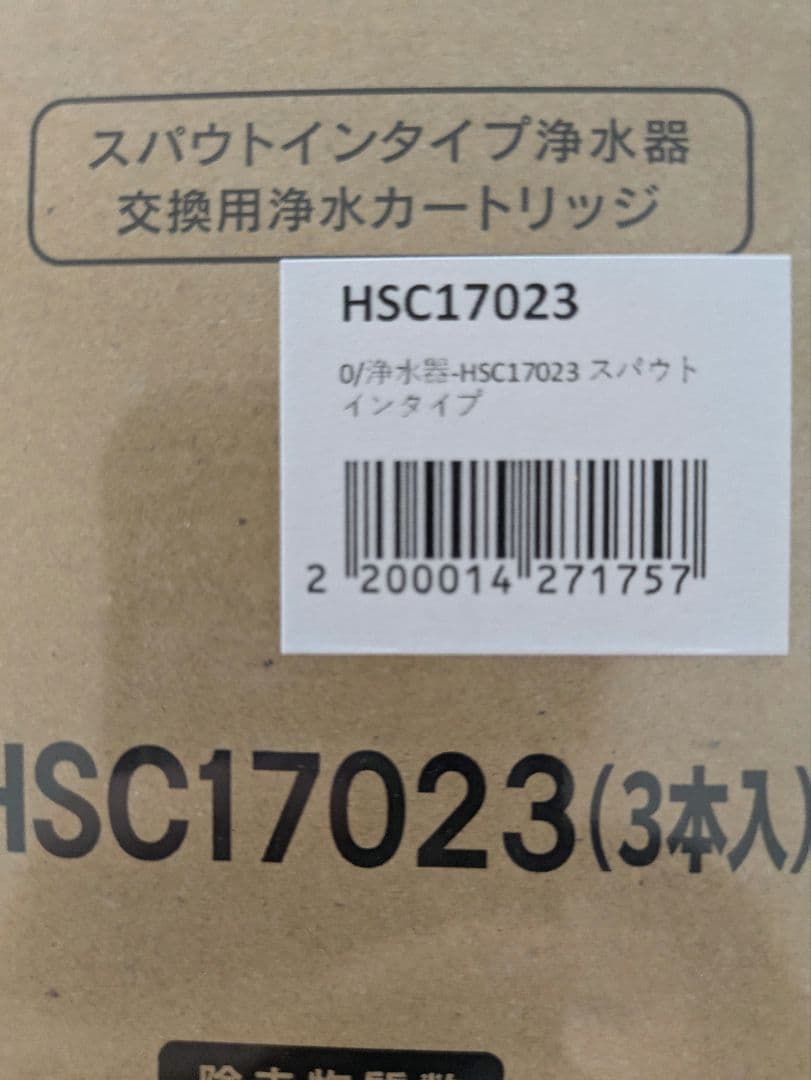 スパウトインタイプ浄水器
交換用浄水カートリッジ
HSC17023
0/浄水器-HSC17023 スパウト
インタイプ
2 200014 271757
HSC17023(3本入)